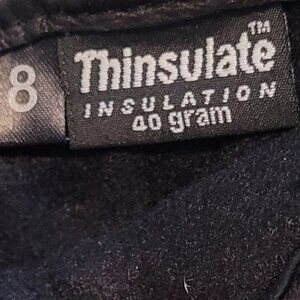 8
Thinsulate™
INSULATION
40 gram